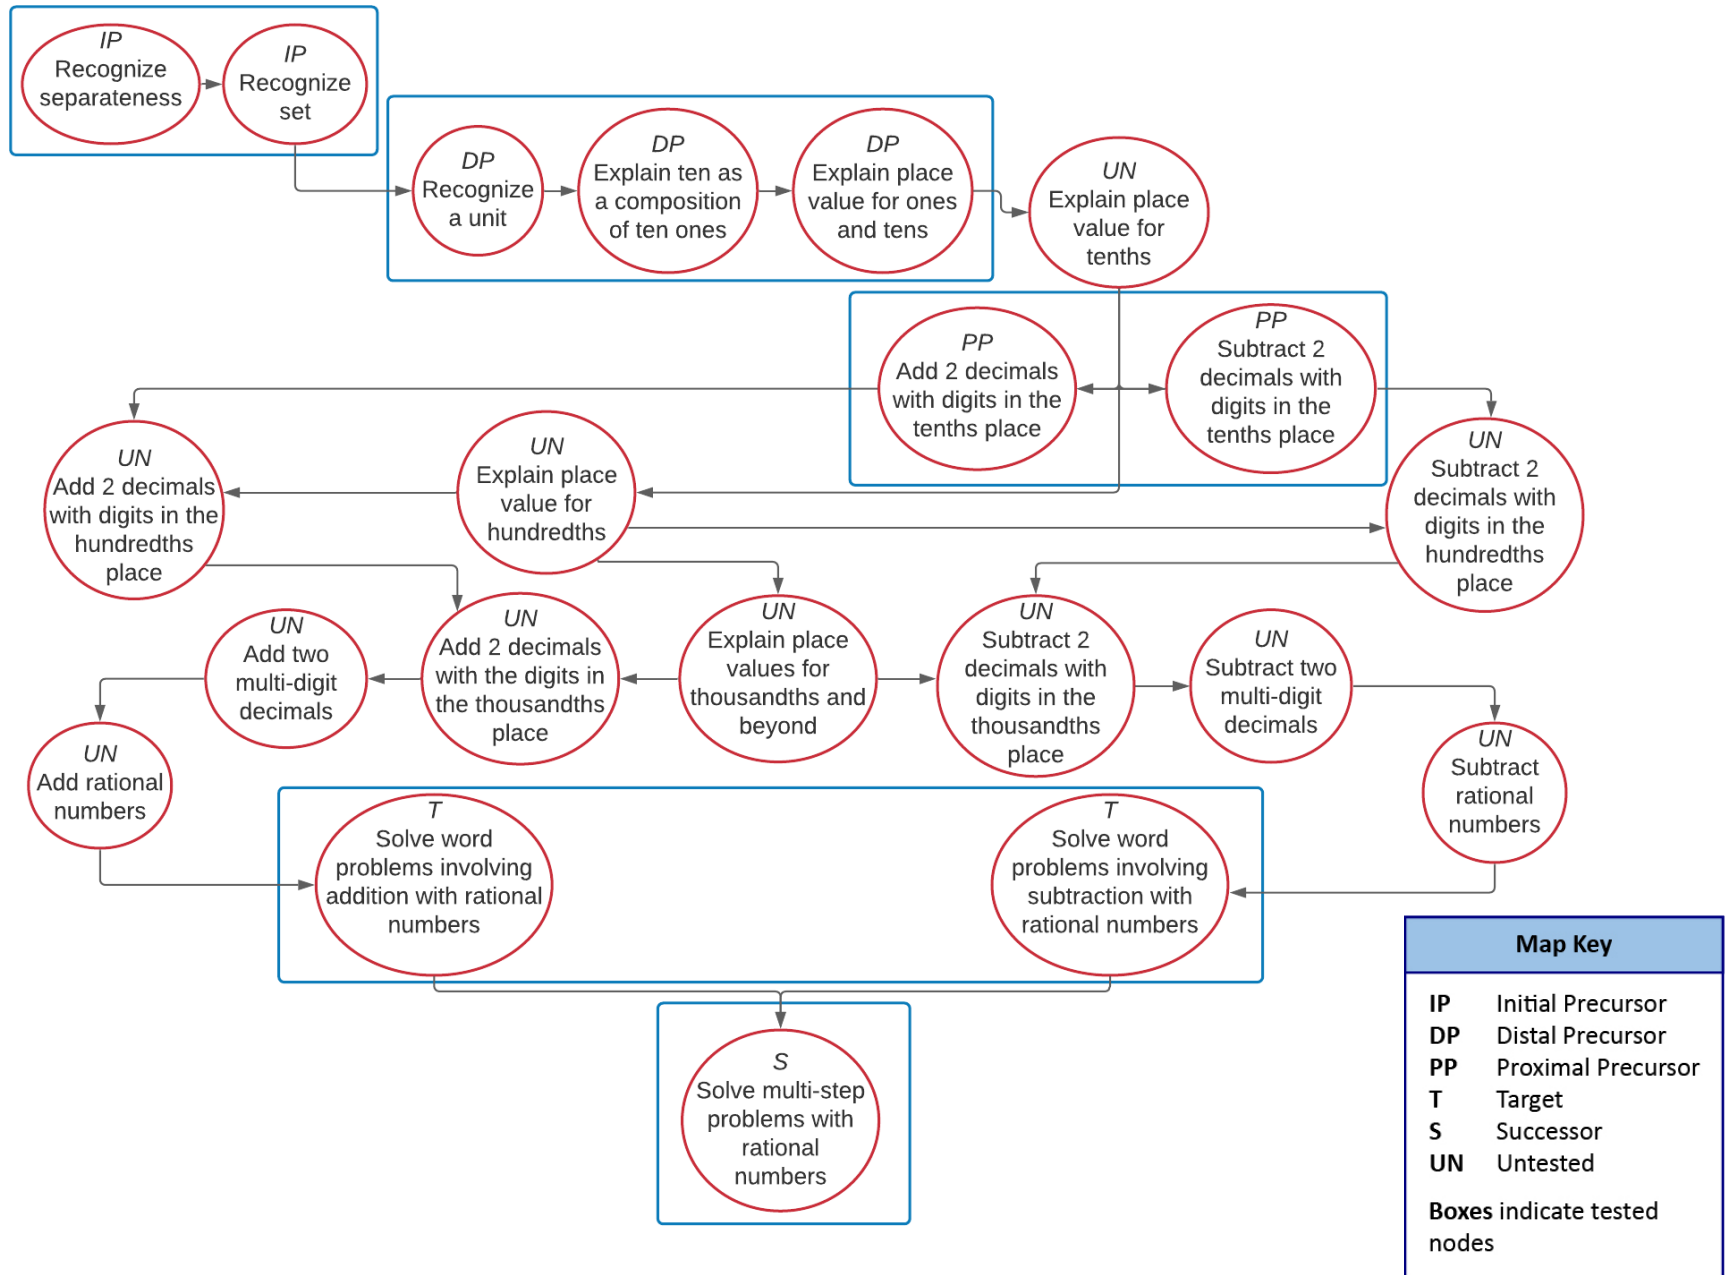 IP
Recognize
separateness
IP
Recognize
set
DP
Recognize
a unit
DP
Explain ten as
a composition
of ten ones
DP
Explain place
value for ones
and tens
UN
Explain place
value for
tenths
PP
Add 2 decimals
with digits in the
tenths place
PP
Subtract 2
decimals with
digits in the
tenths place
UN
Add 2 decimals
with digits in the
hundredths
place
UN
Explain place
value for
hundredths
UN
Subtract 2
decimals with
digits in the
hundredths
place
UN
Add two
multi-digit
decimals
UN
Add 2 decimals
with the digits in
the thousandths
place
UN
Explain place
values for
thousandths and
beyond
UN
Subtract 2
decimals with
digits in the
thousandths
place
UN
Subtract two
multi-digit
decimals
UN
Add rational
numbers
UN
Subtract
rational
numbers
T
Solve word
problems involving
addition with rational
numbers
T
Solve word
problems involving
subtraction with
rational numbers
S
Solve multi-step
problems with
rational
numbers
Map Key
IP Initial Precursor
DP Distal Precursor
PP Proximal Precursor
T Target
S Successor
UN Untested
Boxes indicate tested
nodes